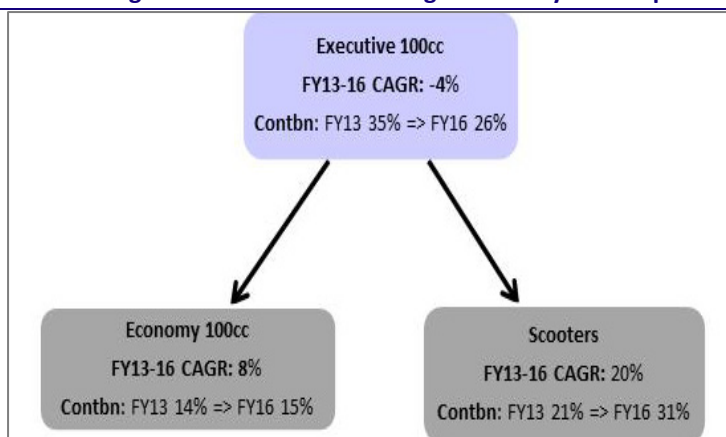 Executive 100cc
FY13-16 CAGR: -4%
Contbn: FY13 35% => FY16 26%
Economy 100cc
FY13-16 CAGR: 8%
Contbn: FY13 14% => FY16 15%
Scooters
FY13-16 CAGR: 20%
Contbn: FY13 21% => FY16 31%